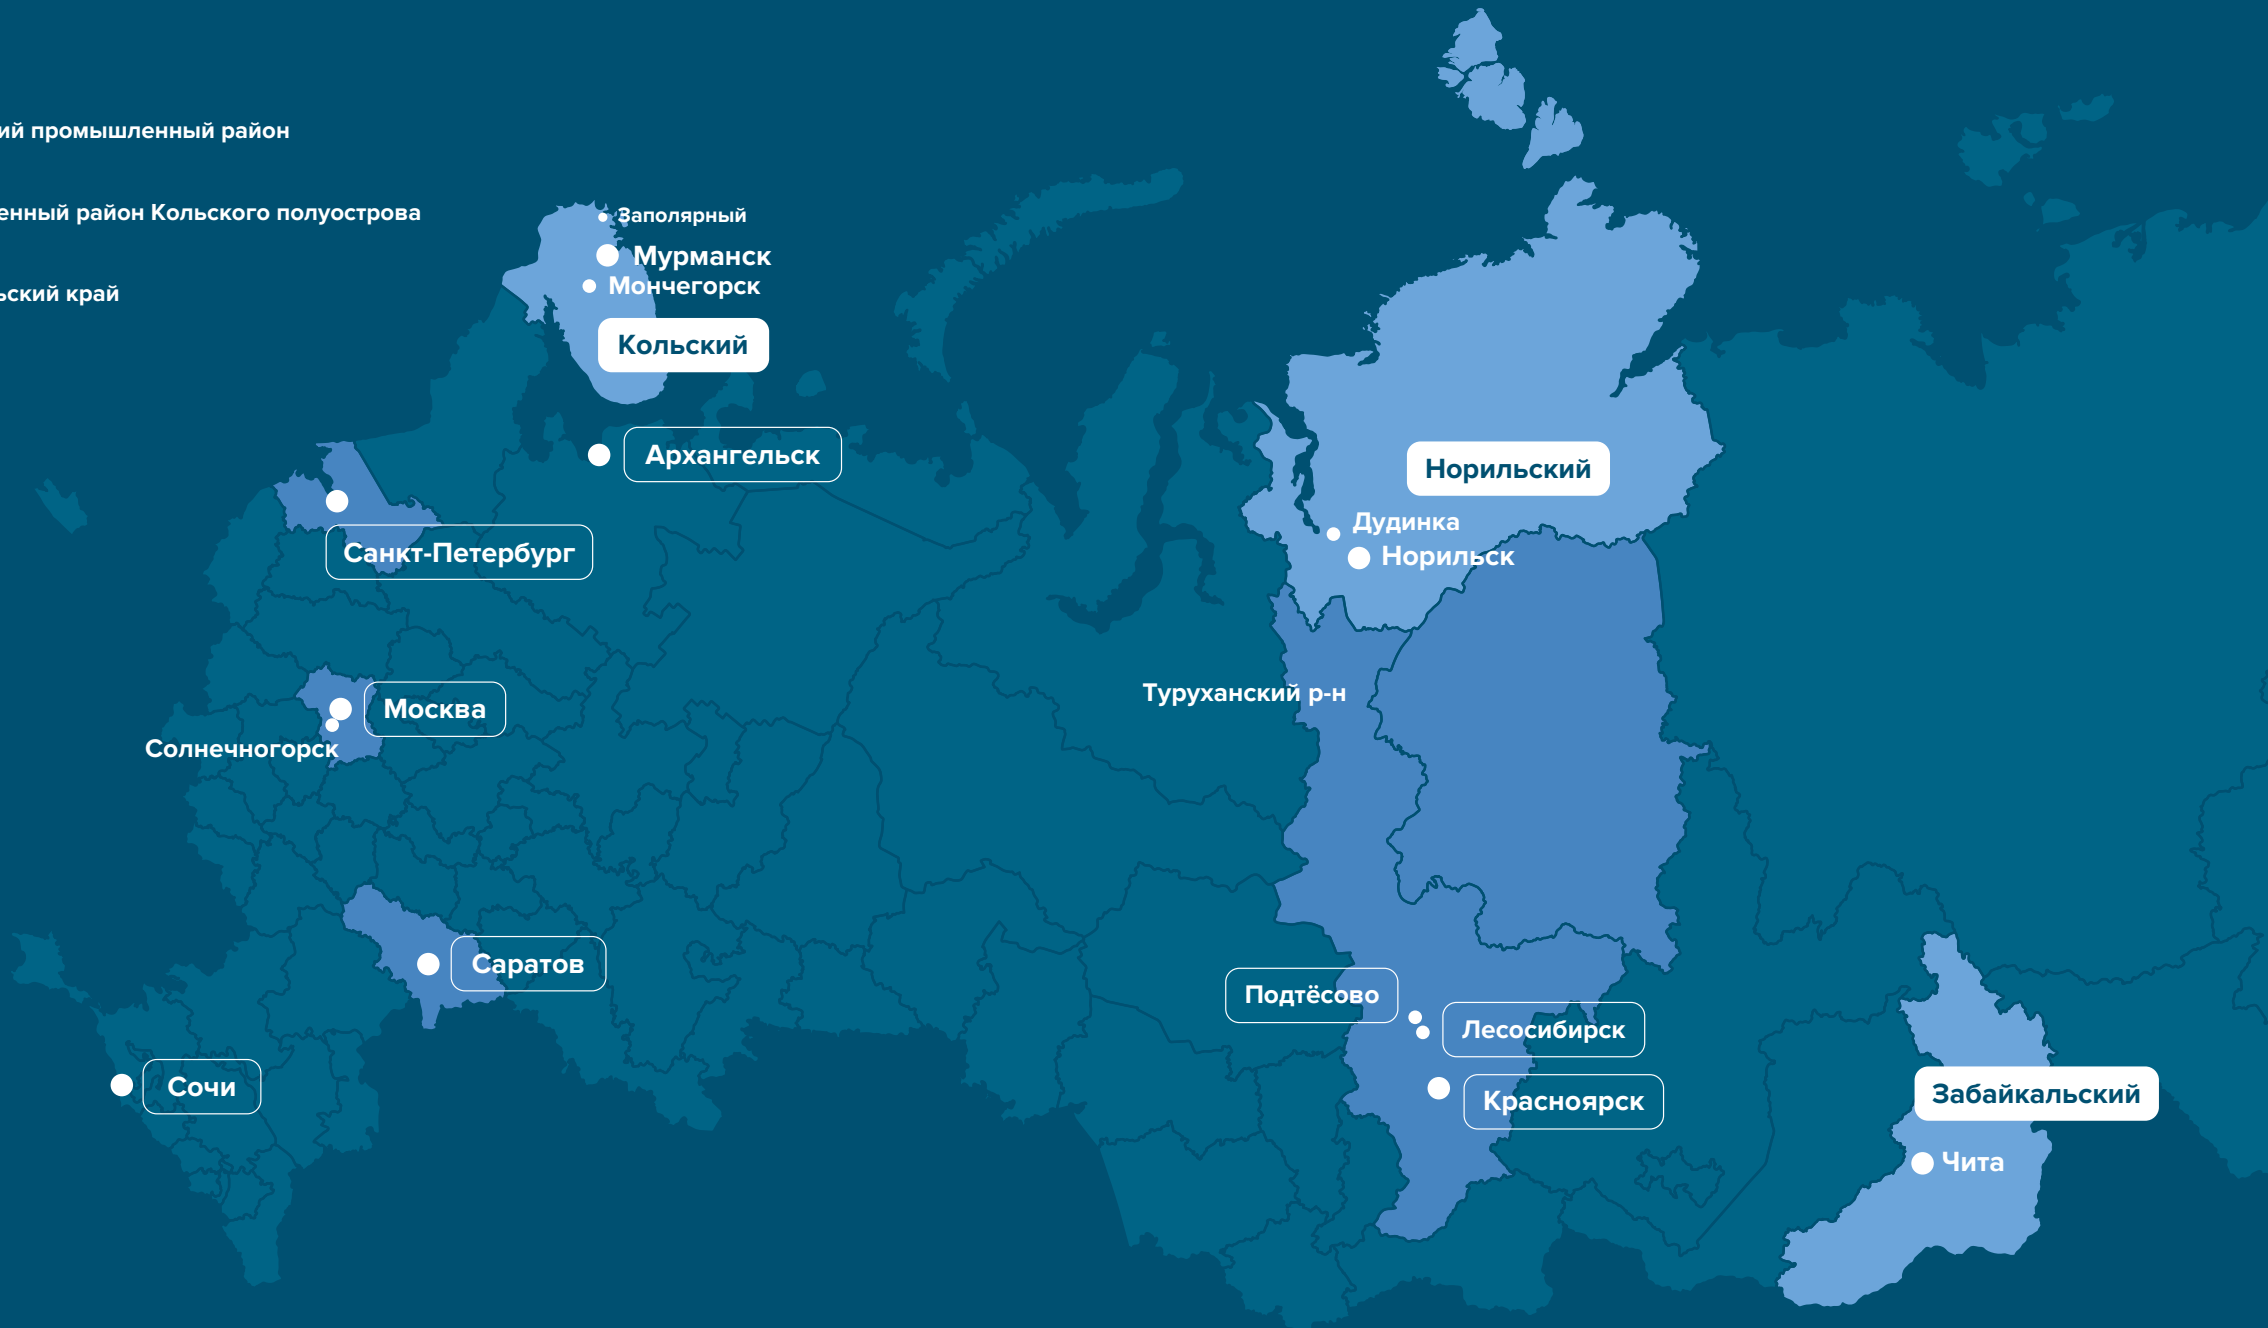 ий промышленный район
енный район Кольского полуострова
ьский край
Заполярный
Мурманск
Мончегорск
Кольский
Архангельск
Санкт-Петербург
Москва
Солнечногорск
Саратов
Сочи
Норильский
Дудинка
Норильск
Туруханский р-н
Подтёсово
Лесосибирск
Красноярск
Забайкальский
Чита